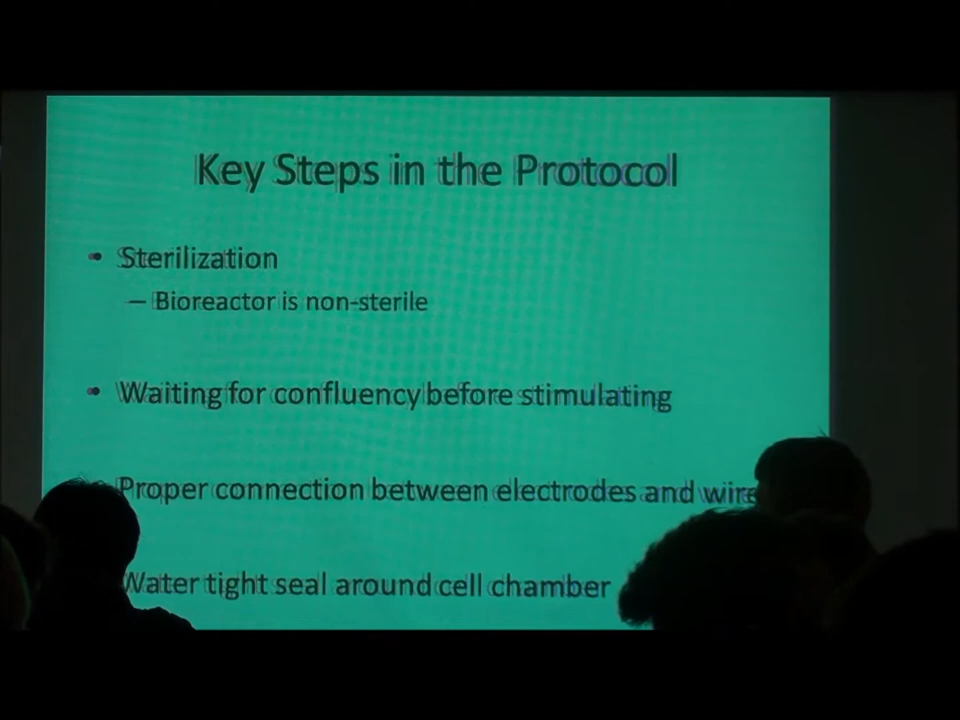 Key Steps in the Protocol
• Sterilization
– Bioreactor is non-sterile
• Waiting for confluency before stimulating
Proper connection between electrodes and
Water tight seal around cell chamber